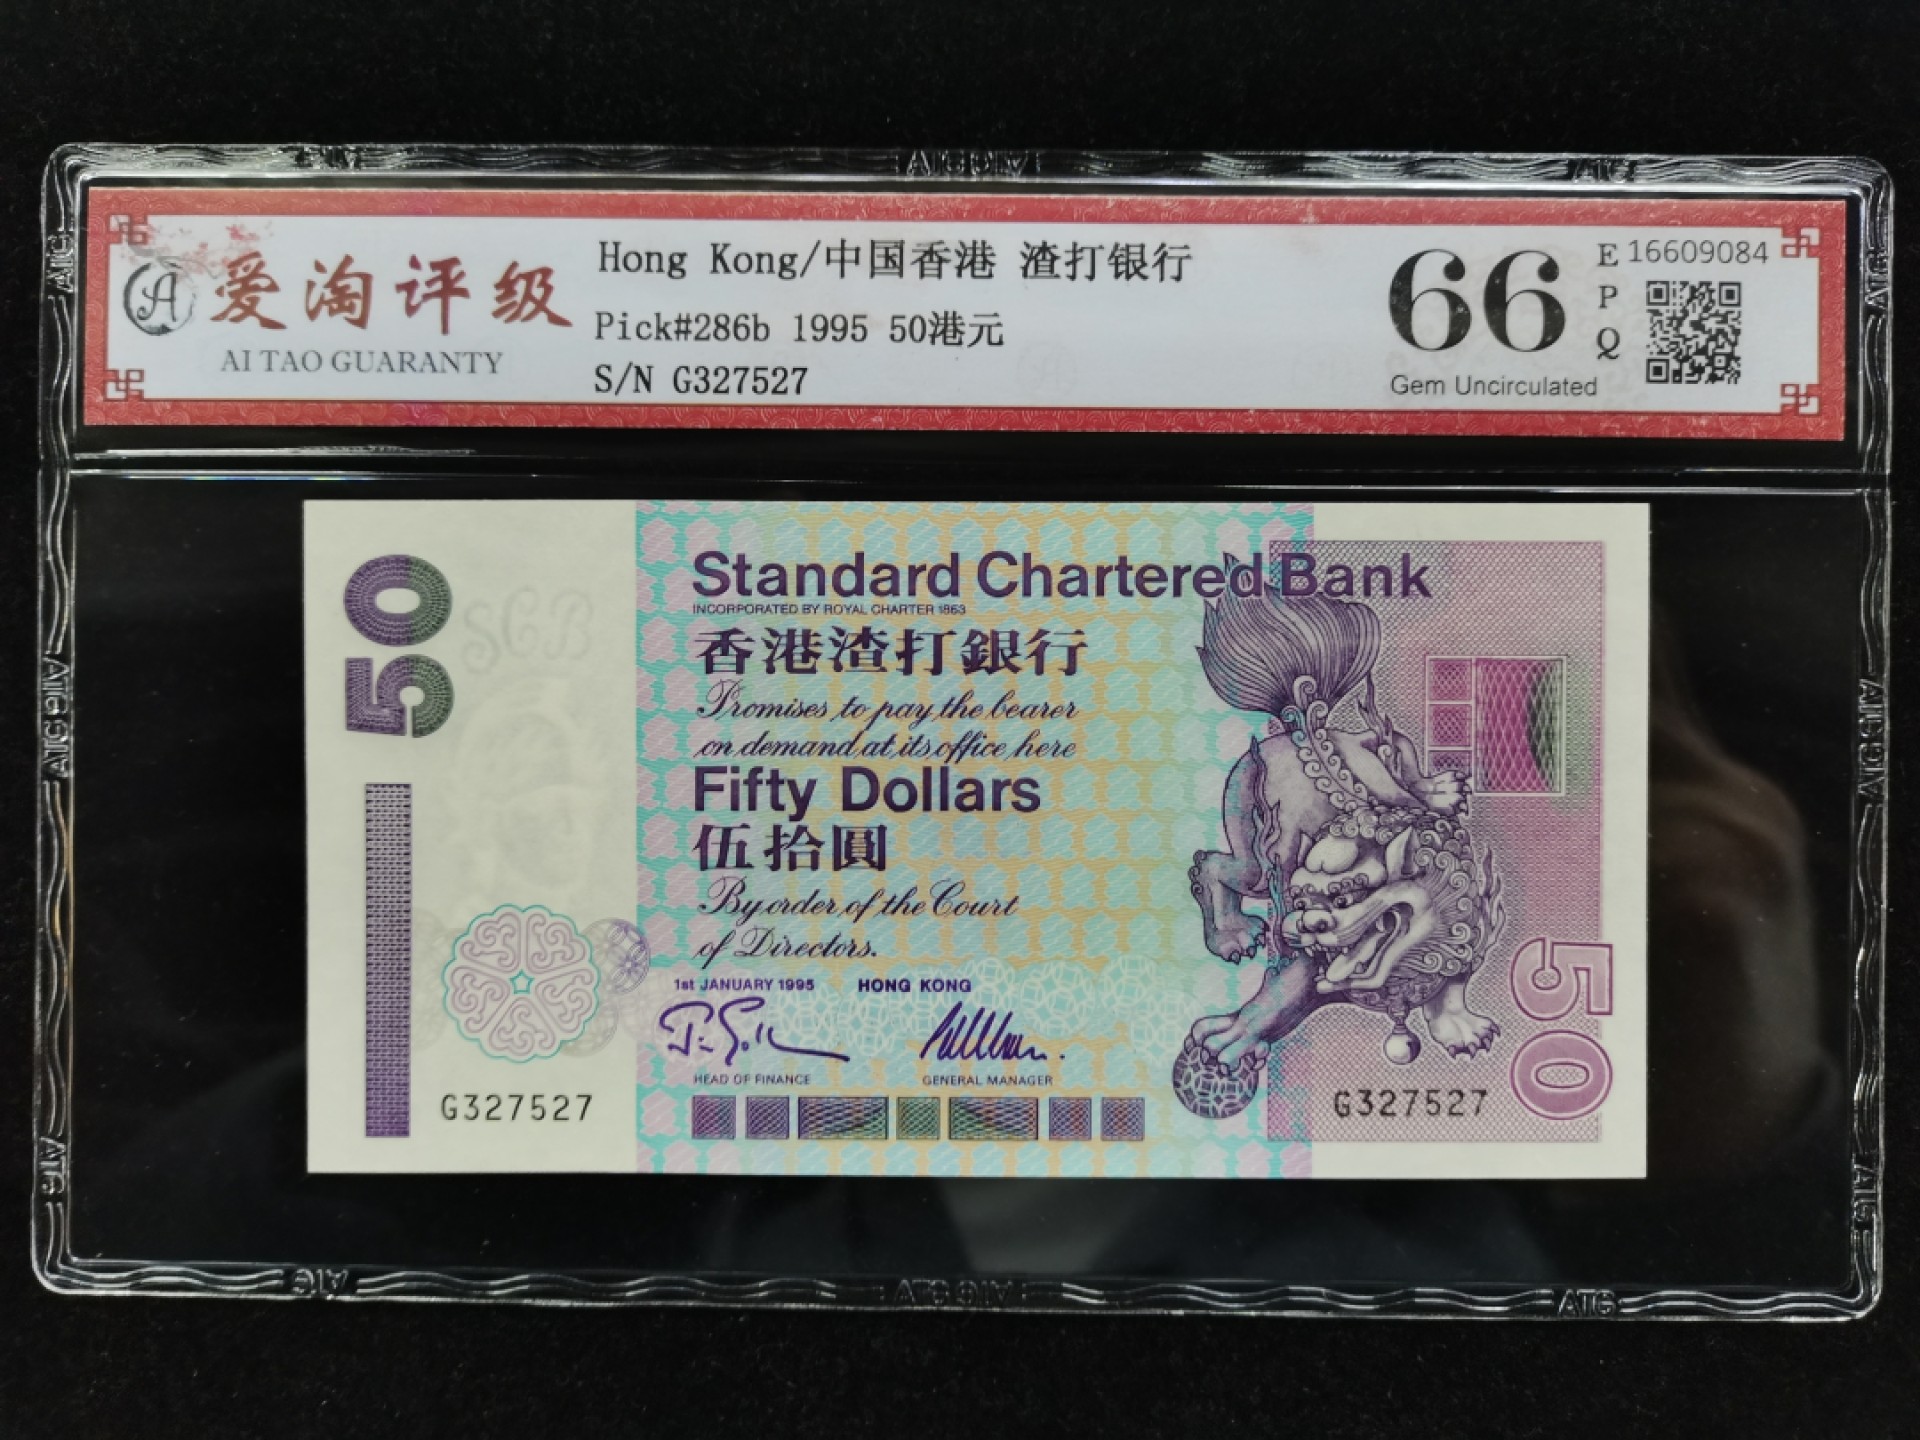 爱淘评级
AI TAO GUARANTY
Hong Kong/中国香港 渣打银行
Pick#286b 1995 50港元
S/N G327527
66
EPQ
Gem Uncirculated
16609084
50
SCB
Standard Chartered Bank
INCORPORATED BY ROYAL CHARTER 1853
香港渣打銀行
Promises to pay the bearer
on demand at its office here
Fifty Dollars
伍拾圓
By order of the Court
of Directors.
1st JANUARY 1995 HONG KONG
HEAD OF FINANCE
GENERAL MANAGER
G327527
G327527
50